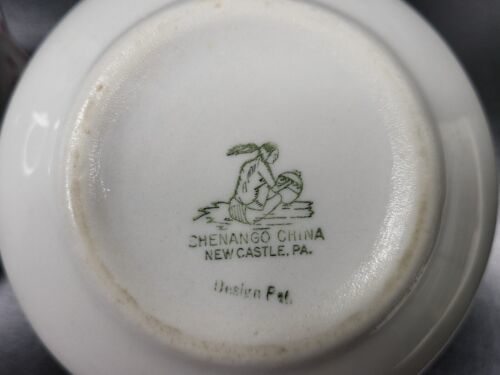 CHENANGO CHINA
NEW CASTLE, PA.
Design Pat.